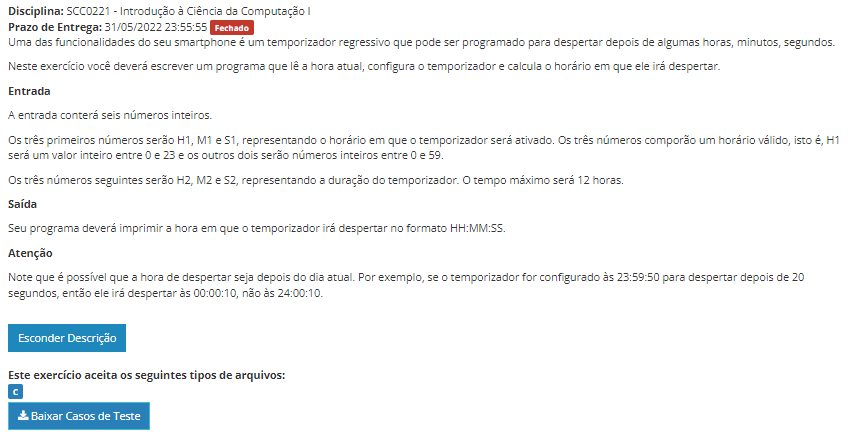 Disciplina: SCC0221 - Introdução à Ciência da Computação I
Prazo de Entrega: 31/05/2022 23:55:55 Fechado
Uma das funcionalidades do seu smartphone é um temporizador regressivo que pode ser programado para despertar depois de algumas horas, minutos, segundos.
Neste exercício você deverá escrever um programa que lê a hora atual, configura o temporizador e calcula o horário em que ele irá despertar.
Entrada
A entrada conterá seis números inteiros.
Os três primeiros números serão H1, M1 e S1, representando o horário em que o temporizador será ativado. Os três números comporão um horário válido, isto é, H1
será um valor inteiro entre 0 e 23 e os outros dois serão números inteiros entre 0 e 59.
Os três números seguintes serão H2, M2 e S2, representando a duração do temporizador. O tempo máximo será 12 horas.
Saída
Seu programa deverá imprimir a hora em que o temporizador irá despertar no formato HH:MM:SS.
Atenção
Note que é possível que a hora de despertar seja depois do dia atual. Por exemplo, se o temporizador for configurado às 23:59:50 para despertar depois de 20
segundos, então ele irá despertar às 00:00:10, não às 24:00:10.
Esconder Descrição
Este exercício aceita os seguintes tipos de arquivos:
C
Baixar Casos de Teste